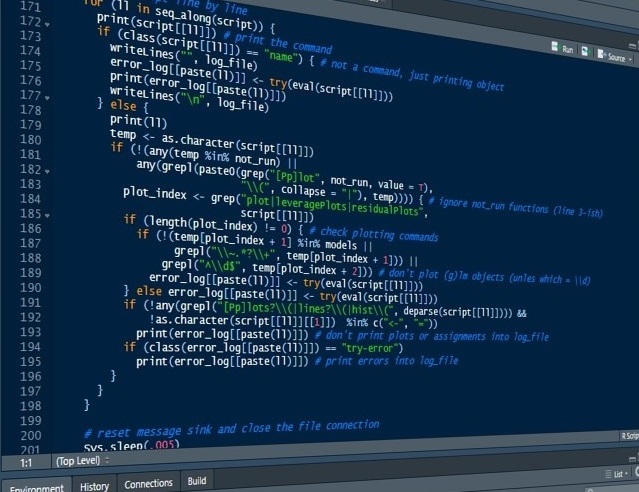 171 for (ll in seq_along(script)) {
172 print(script[[ll]]) # print the command
173 if (class(script[[ll]]) == "name") { # not a command, just printing object
174 writeLines("", log_file)
175 error_log[[paste(ll)]] <- try(eval(script[[ll]]))
176 print(error_log[[paste(ll)]])
177 writeLines("\n", log_file)
178 } else {
179 print(ll)
180 temp <- as.character(script[[ll]])
181 if (!(any(temp %in% not_run) ||
182 any(grepl(paste0(grep("[Pp]lot", not_run, value = T),
183 "\\(", collapse = "|"), temp)))) { # ignore not_run functions (line 3-ish)
184 plot_index <- grep("plot|leveragePlots|residualPlots",
185 script[[ll]])
186 if (length(plot_index) != 0) { # check plotting commands
187 if (!(temp[plot_index + 1] %in% models ||
188 grepl("\\~.*?\\+", temp[plot_index + 1])) ||
189 grepl("^\\d$", temp[plot_index + 2])) # don't plot (g)lm objects (unles which = \\d)
190 error_log[[paste(ll)]] <- try(eval(script[[ll]]))
191 } else error_log[[paste(ll)]] <- try(eval(script[[ll]]))
192 if (!any(grepl("[Pp]lots?\\(|lines?\\(|hist\\(", deparse(script[[ll]]))) &&
193 !as.character(script[[ll]][[1]]) %in% c("<-", "="))
194 print(error_log[[paste(ll)]]) # don't print plots or assignments into log_file
195 if (class(error_log[[paste(ll)]]) == "try-error")
196 print(error_log[[paste(ll)]]) # print errors into log_file
197 }
198 }
199 }
200 # reset message sink and close the file connection
201 Sys.sleep(.005)
Run Source
1:1 (Top Level) R Scrip
Environment History Connections Build
List